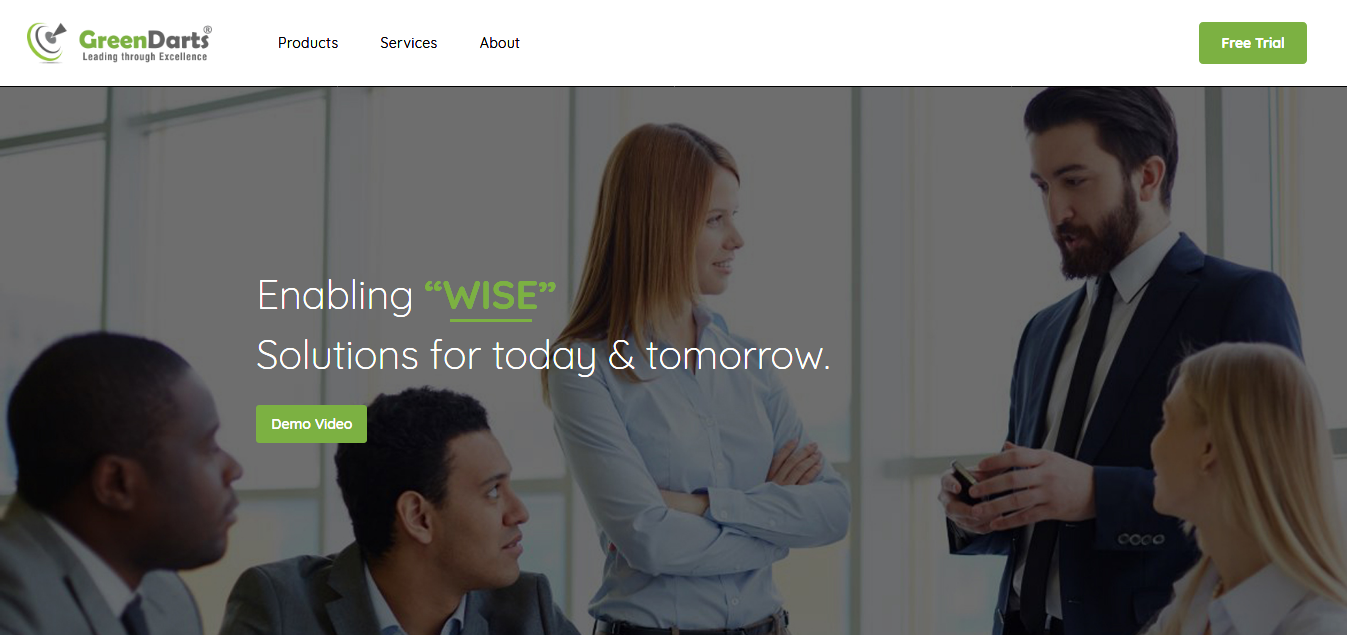 GreenDarts®
Leading through Excellence
Products
Services
About
Free Trial
Enabling “WISE”
Solutions for today & tomorrow.
Demo Video